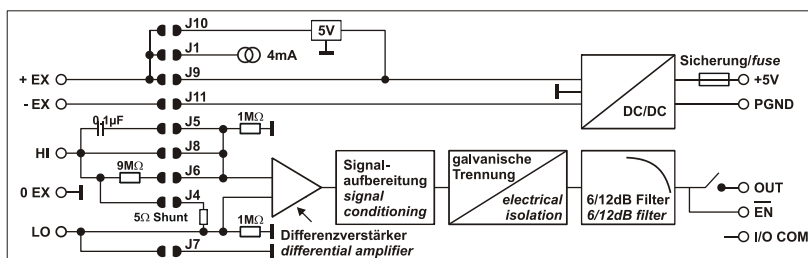 J10
5V
J1
4mA
Sicherung/fuse
+ EX
J9
+5V
- EX
J11
DC/DC
PGND
0,1µF
J5
1MΩ
HI
J8
9MΩ
J6
Signal-
aufbereitung
signal
conditioning
galvanische
Trennung
electrical
isolation
6/12dB Filter
6/12dB filter
OUT
0 EX
J4
EN
5Ω Shunt
1MΩ
LO
Differenzverstärker
differential amplifier
I/O COM
J7